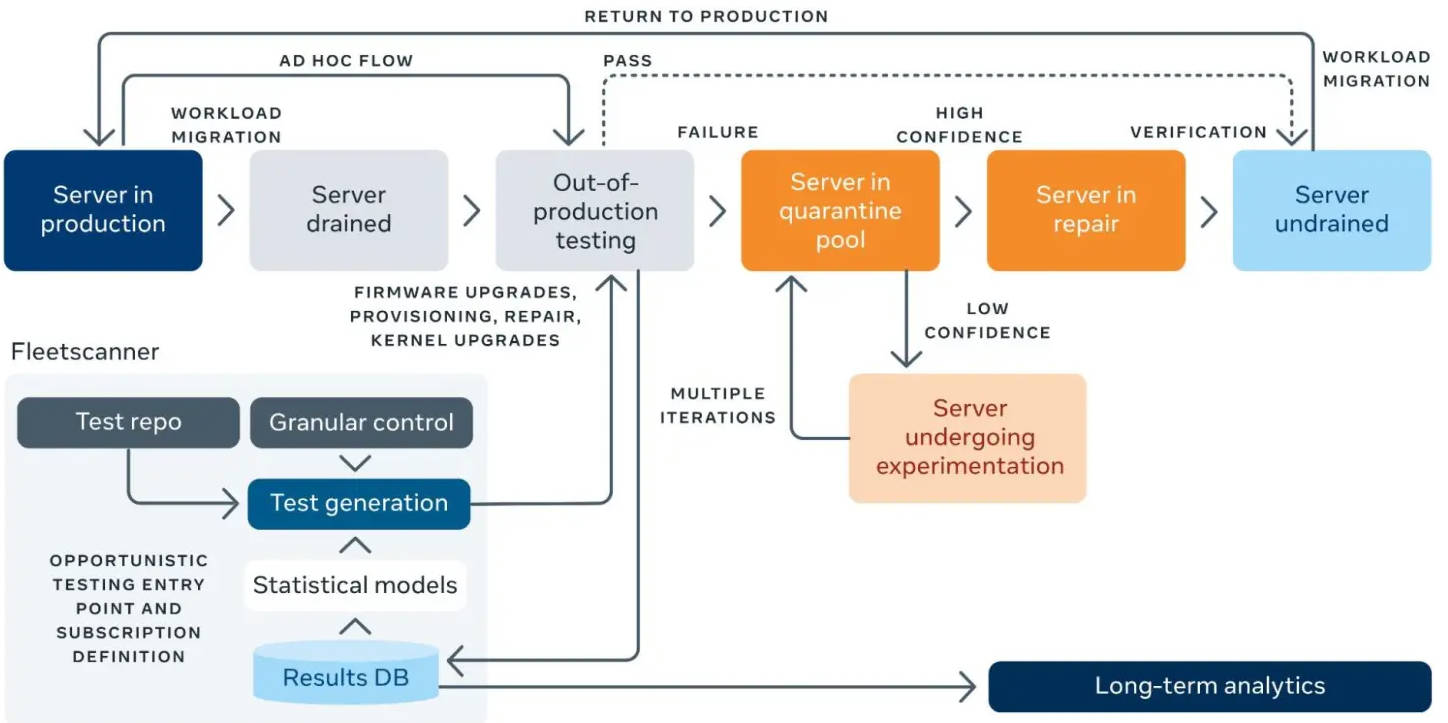 RETURN TO PRODUCTION
AD HOC FLOW
PASS
WORKLOAD
MIGRATION
WORKLOAD
MIGRATION
FAILURE
HIGH
CONFIDENCE
VERIFICATION
Server in
production
Server
drained
Out-of-
production
testing
Server in
quarantine
pool
Server in
repair
Server
undrained
FIRMWARE UPGRADES,
PROVISIONING, REPAIR,
KERNEL UPGRADES
LOW
CONFIDENCE
MULTIPLE
ITERATIONS
Server
undergoing
experimentation
Fleetscanner
Test repo
Granular control
Test generation
OPPORTUNISTIC
TESTING ENTRY
POINT AND
SUBSCRIPTION
DEFINITION
Statistical models
Results DB
Long-term analytics